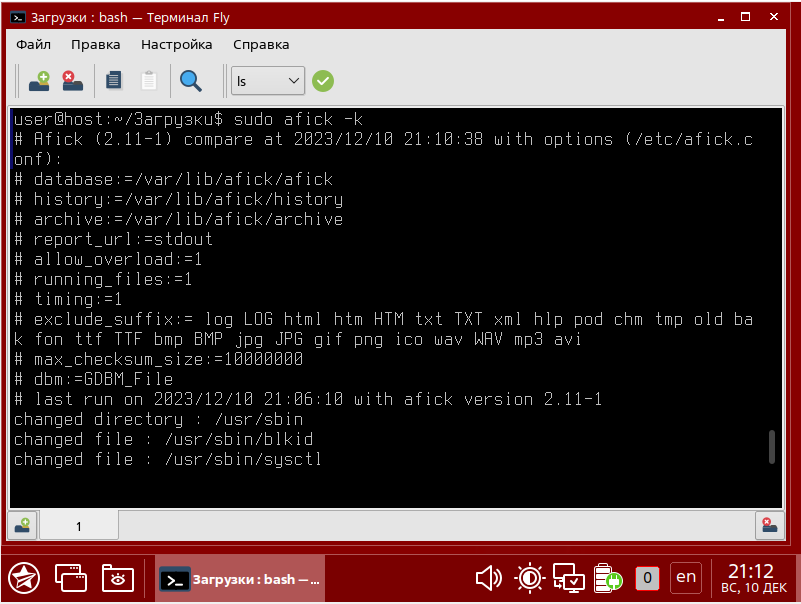 Загрузки : bash — Терминал Fly
Файл Правка Настройка Справка
ls
user@host:~/Загрузки$ sudo afick -k
# Afick (2.11-1) compare at 2023/12/10 21:10:38 with options (/etc/afick.c
onf):
# database:=/var/lib/afick/afick
# history:=/var/lib/afick/history
# archive:=/var/lib/afick/archive
# report_url:=stdout
# allow_overload:=1
# running_files:=1
# timing:=1
# exclude_suffix:= log LOG html htm HTM txt TXT xml hlp pod chm tmp old ba
k fon ttf TTF bmp BMP jpg JPG gif png ico wav WAV mp3 avi
# max_checksum_size:=10000000
# dbm:=GDBM_File
# last run on 2023/12/10 21:06:10 with afick version 2.11-1
changed directory : /usr/sbin
changed file : /usr/sbin/blkid
changed file : /usr/sbin/sysctl
1
Загрузки : bash —...
0
en
21:12
ВС, 10 ДЕК